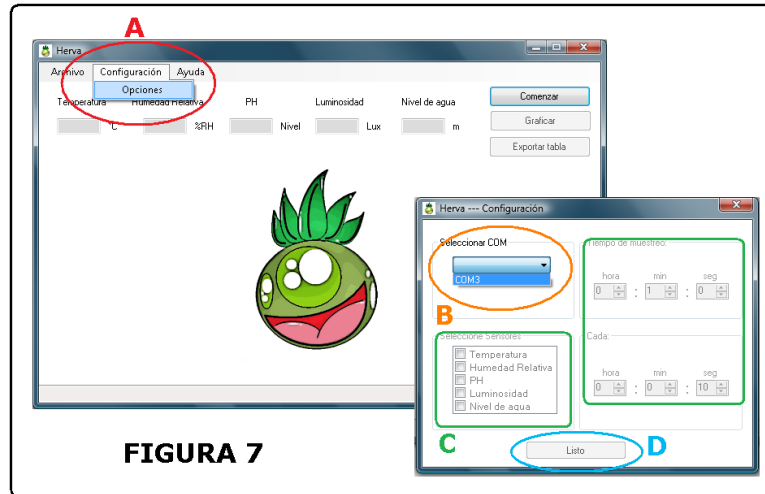 A
Herva
Archivo Configuración Ayuda
Opciones
Temperatura Humedad Relativa PH Luminosidad Nivel de agua
°C %RH Nivel Lux m
Comenzar
Graficar
Exportar tabla
Herva --- Configuración
Seleccionar COM
COM3
B
Tiempo de muestreo:
hora min seg
0 : 1 : 0
Seleccione Sensores
Temperatura
Humedad Relativa
PH
Luminosidad
Nivel de agua
C
Cada:
hora min seg
0 : 0 : 10
Listo
D
FIGURA 7